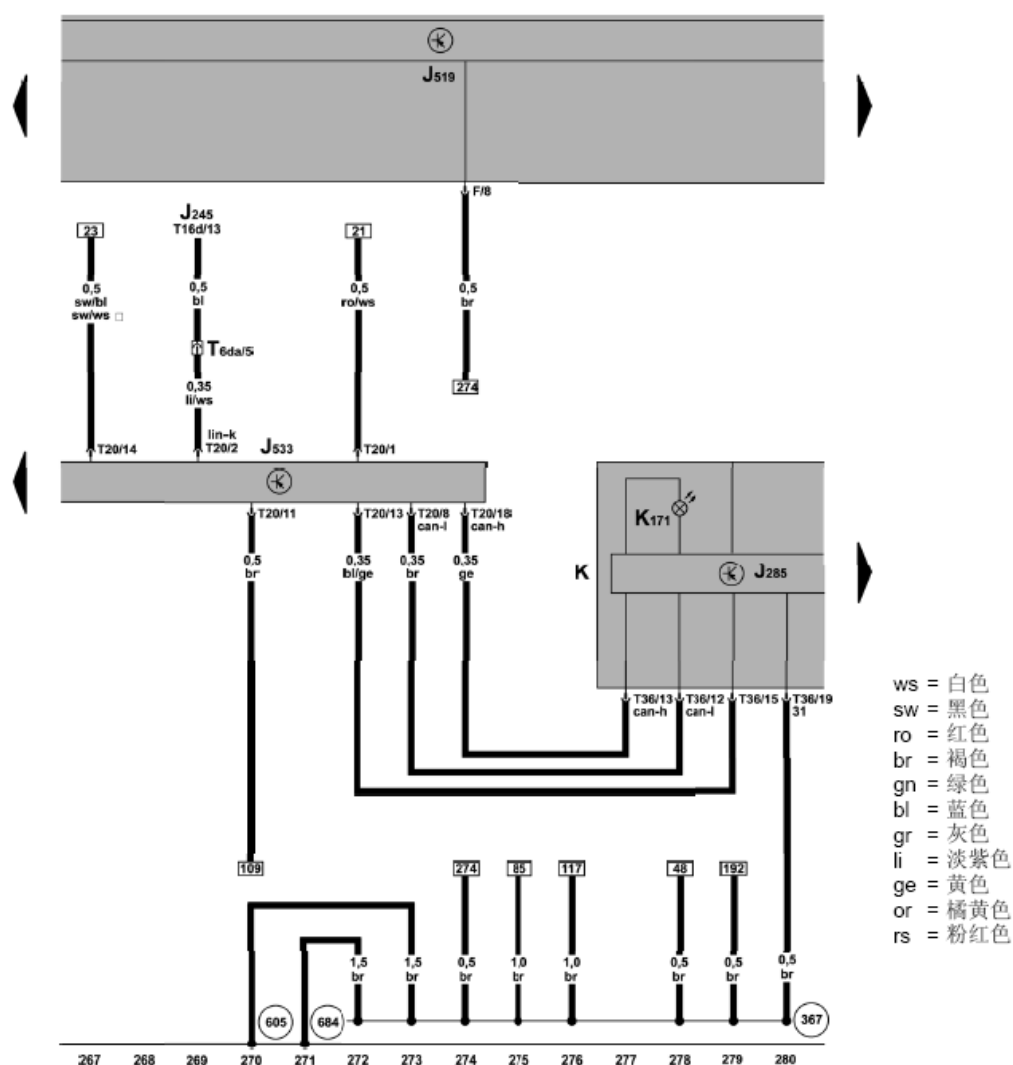 J519
F/8
23
J245
T16d/13
21
0,5
sw/bl
sw/ws □
0,5
bl
0,5
ro/ws
0,5
br
T6da/5
274
0,35
li/ws
T20/14
lin-k
T20/2
J533
T20/1
T20/11
T20/13
T20/8
can-l
T20/18
can-h
K171
0,5
br
0,35
bl/ge
0,35
br
0,35
ge
K
J285
T36/13
can-h
T36/12
can-l
T36/15
T36/19
31
ws = 白色
sw = 黑色
ro = 红色
br = 褐色
gn = 绿色
bl = 蓝色
gr = 灰色
li = 淡紫色
ge = 黄色
or = 橘黄色
rs = 粉红色
109
274
85
117
48
192
1,5
br
1,5
br
0,5
br
1,0
br
1,0
br
0,5
br
0,5
br
0,5
br
605
684
367
267 268 269 270 271 272 273 274 275 276 277 278 279 280